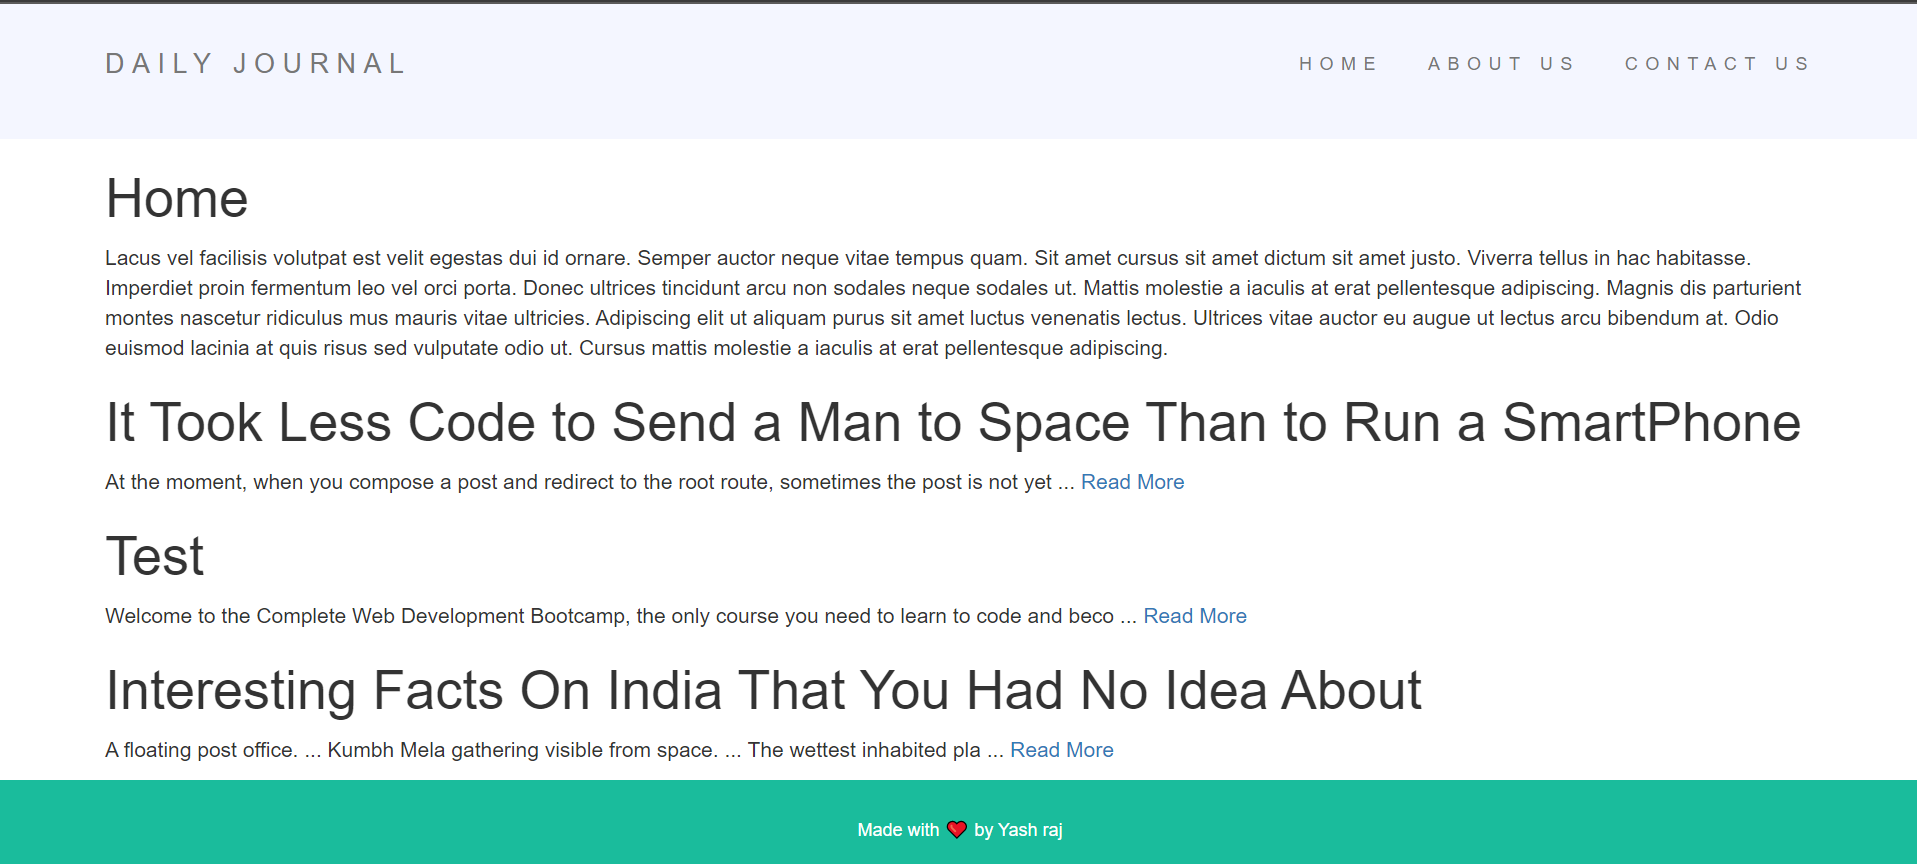 DAILY JOURNAL
HOME ABOUT US CONTACT US
Home
Lacus vel facilisis volutpat est velit egestas dui id ornare. Semper auctor neque vitae tempus quam. Sit amet cursus sit amet dictum sit amet justo. Viverra tellus in hac habitasse.
Imperdiet proin fermentum leo vel orci porta. Donec ultrices tincidunt arcu non sodales neque sodales ut. Mattis molestie a iaculis at erat pellentesque adipiscing. Magnis dis parturient
montes nascetur ridiculus mus mauris vitae ultricies. Adipiscing elit ut aliquam purus sit amet luctus venenatis lectus. Ultrices vitae auctor eu augue ut lectus arcu bibendum at. Odio
euismod lacinia at quis risus sed vulputate odio ut. Cursus mattis molestie a iaculis at erat pellentesque adipiscing.
It Took Less Code to Send a Man to Space Than to Run a SmartPhone
At the moment, when you compose a post and redirect to the root route, sometimes the post is not yet ... Read More
Test
Welcome to the Complete Web Development Bootcamp, the only course you need to learn to code and beco ... Read More
Interesting Facts On India That You Had No Idea About
A floating post office. ... Kumbh Mela gathering visible from space. ... The wettest inhabited pla ... Read More
Made with ❤ by Yash raj